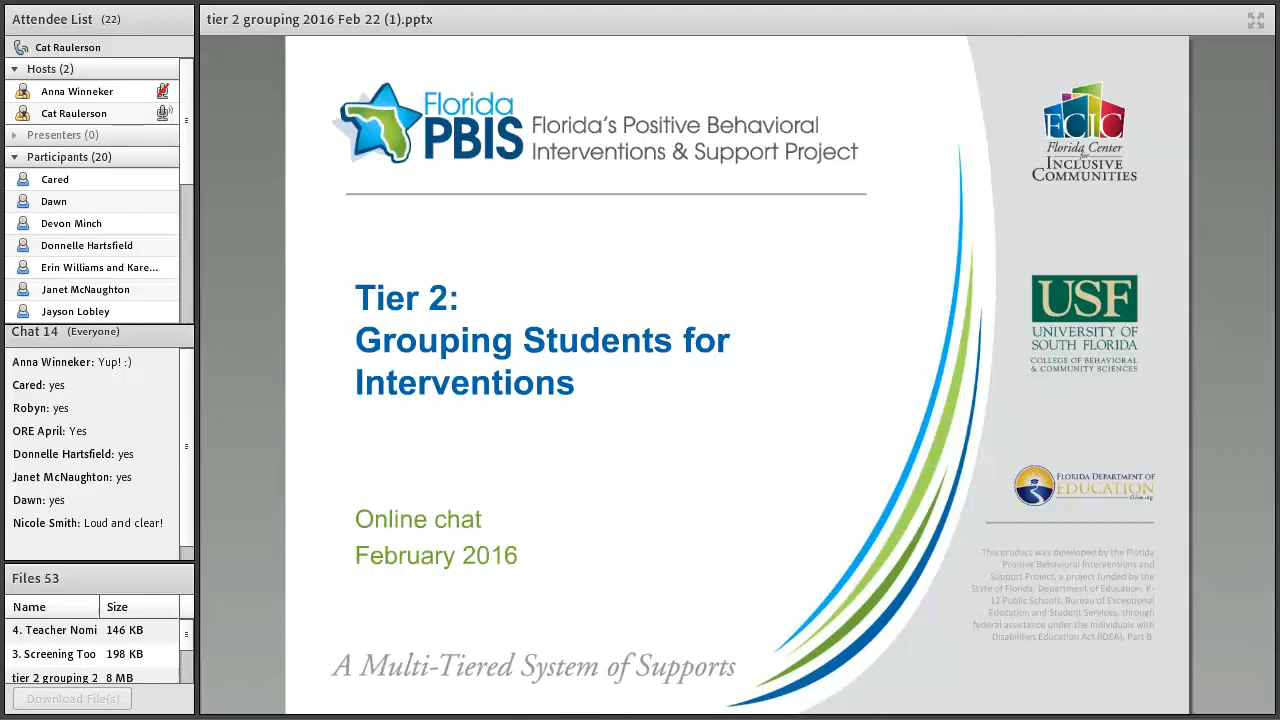 Attendee List (22)
Cat Raulerson
Hosts (2)
Anna Winneker
Cat Raulerson
Presenters (0)
Participants (20)
Cared
Dawn
Devon Minch
Donnelle Hartsfield
Erin Williams and Kare...
Janet McNaughton
Jayson Lobley
Chat 14 (Everyone)
Anna Winneker: Yup! :)
Cared: yes
Robyn: yes
ORE April: Yes
Donnelle Hartsfield: yes
Janet McNaughton: yes
Dawn: yes
Nicole Smith: Loud and clear!
Files 53
Name Size
4. Teacher Nomi 146 KB
3. Screening Too 198 KB
tier 2 grouping 2 8 MB
Download File(s)
tier 2 grouping 2016 Feb 22 (1).pptx
Florida
PBIS
Florida's Positive Behavioral
Interventions & Support Project
Tier 2:
Grouping Students for
Interventions
Online chat
February 2016
A Multi-Tiered System of Supports
FCIC
Florida Center
for
INCLUSIVE
COMMUNITIES
USF
UNIVERSITY OF
SOUTH FLORIDA
COLLEGE OF BEHAVIORAL
& COMMUNITY SCIENCES
FLORIDA DEPARTMENT OF
EDUCATION
fldoe.org
This product was developed by the Florida
Positive Behavioral Interventions and
Support Project, a project funded by the
State of Florida, Department of Education, K-
12 Public Schools, Bureau of Exceptional
Education and Student Services, through
federal assistance under the Individuals with
Disabilities Education Act (IDEA), Part B